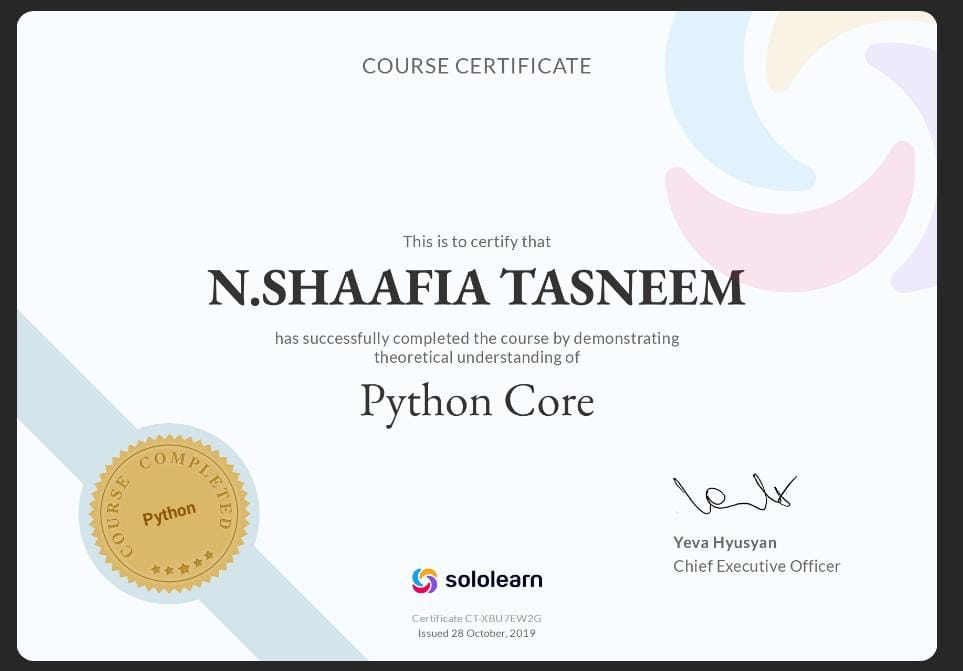 COURSE CERTIFICATE
This is to certify that
N.SHAAFIA TASNEEM
has successfully completed the course by demonstrating
theoretical understanding of
Python Core
COURSE COMPLETED
Python
Yeva Hyusyan
Chief Executive Officer
sololearn
Certificate CT-XBU7EW2G
Issued 28 October, 2019